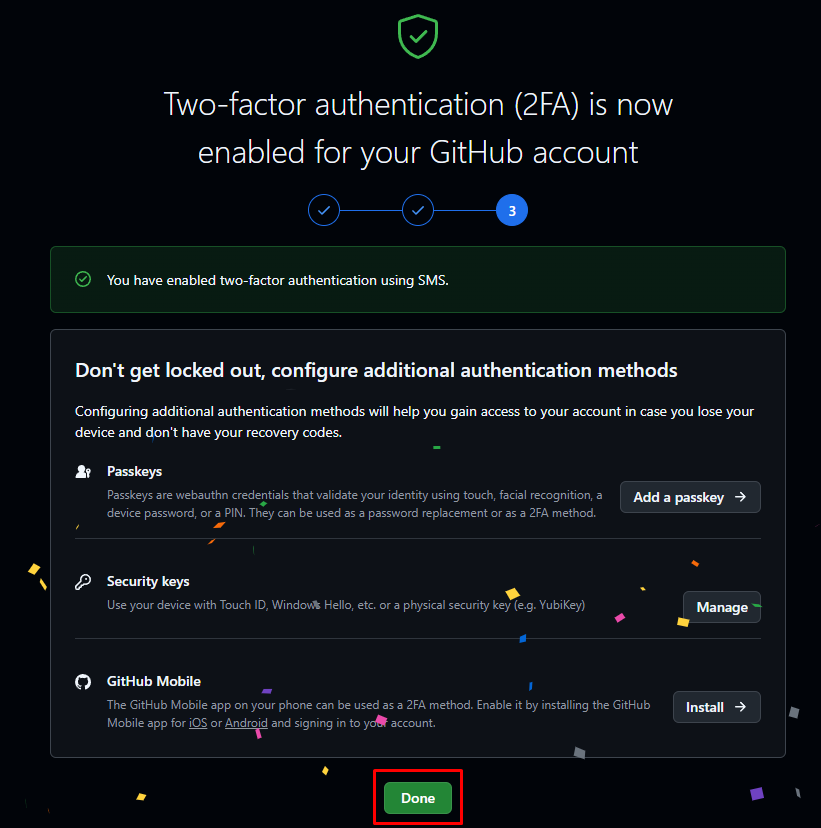 Two-factor authentication (2FA) is now
enabled for your GitHub account
3
You have enabled two-factor authentication using SMS.
Don't get locked out, configure additional authentication methods
Configuring additional authentication methods will help you gain access to your account in case you lose your
device and don't have your recovery codes.
Passkeys
Passkeys are webauthn credentials that validate your identity using touch, facial recognition, a
device password, or a PIN. They can be used as a password replacement or as a 2FA method.
Add a passkey
Security keys
Use your device with Touch ID, Windows Hello, etc. or a physical security key (e.g. YubiKey)
Manage
GitHub Mobile
The GitHub Mobile app on your phone can be used as a 2FA method. Enable it by installing the GitHub
Mobile app for iOS or Android and signing in to your account.
Install
Done